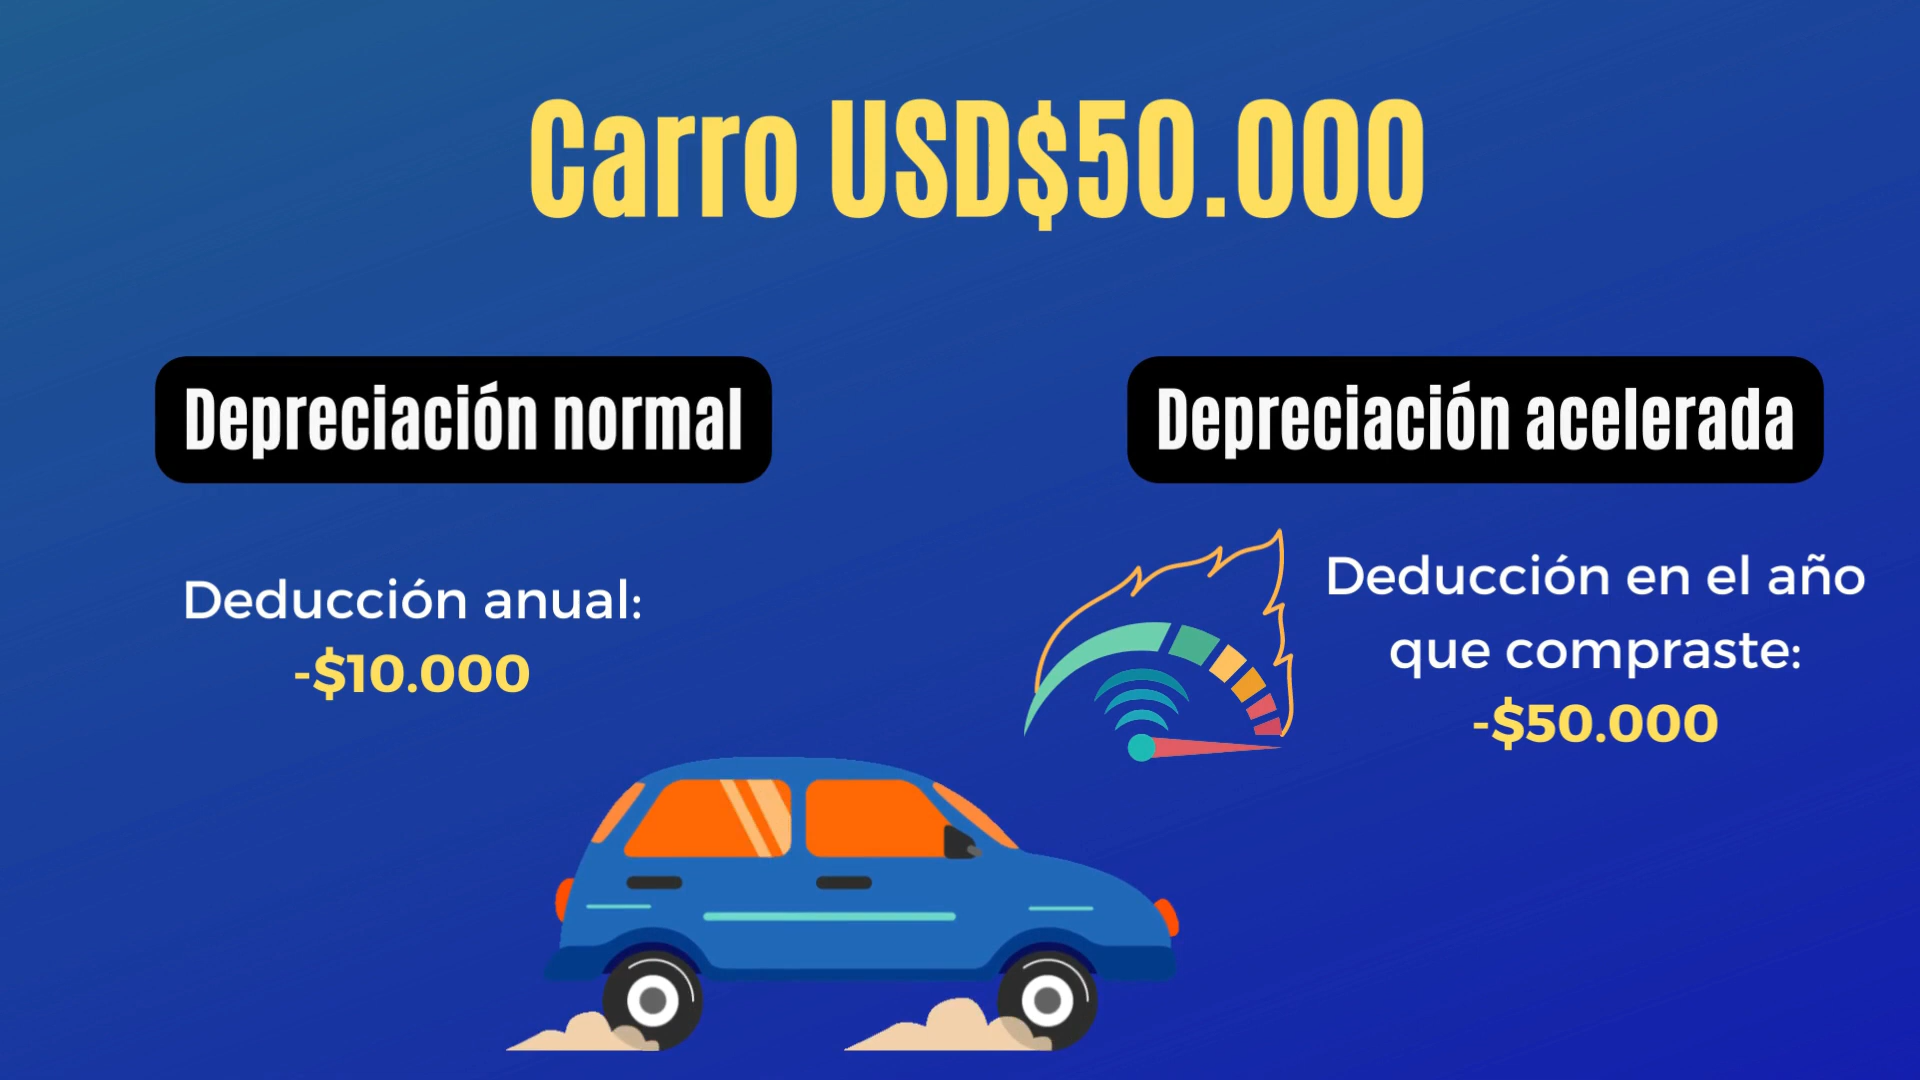 Carro USD$50.000
Depreciación normal
Deducción anual:
-$10.000
Depreciación acelerada
Deducción en el año
que compraste:
-$50.000